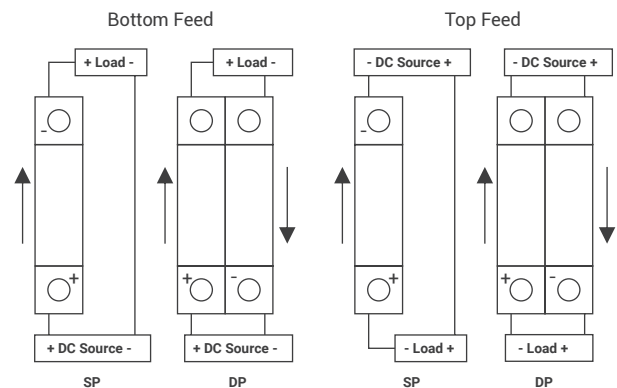 Bottom Feed
Top Feed
+ Load -
+ Load -
- DC Source +
- DC Source +
-
-
+
+ -
+
+ -
+ DC Source -
+ DC Source -
- Load +
- Load +
SP
DP
SP
DP